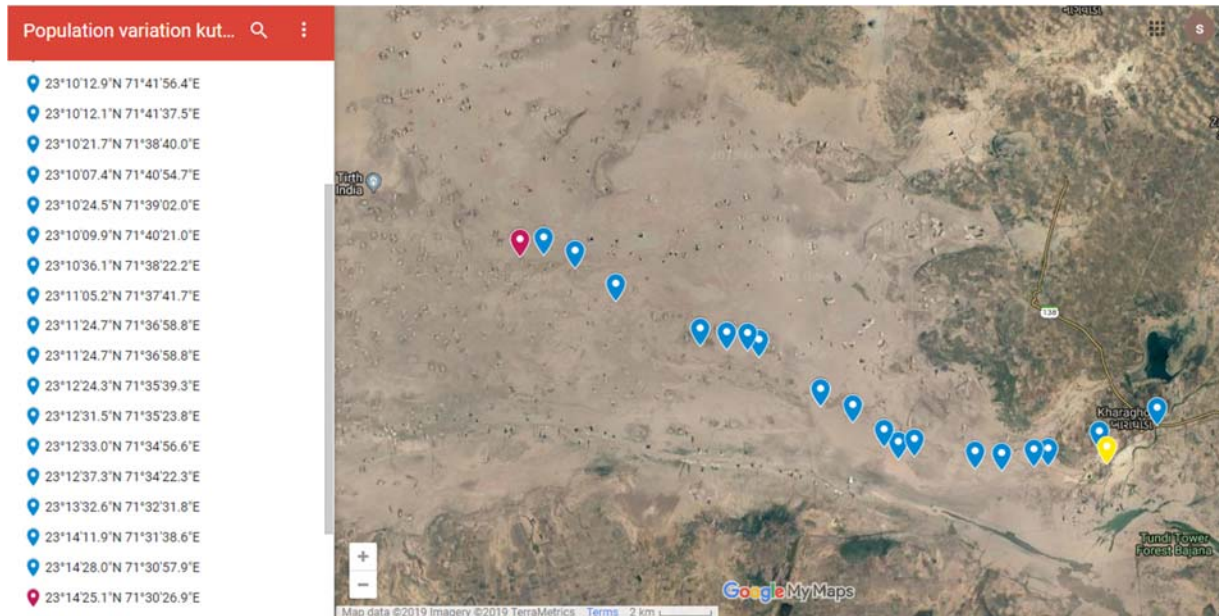 Population variation kut...
23°10'12.9"N 71°41'56.4"E
23°10'12.1"N 71°41'37.5"E
23°10'21.7"N 71°38'40.0"E
23°10'07.4"N 71°40'54.7"E
23°10'24.5"N 71°39'02.0"E
23°10'09.9"N 71°40'21.0"E
23°10'36.1"N 71°38'22.2"E
23°11'05.2"N 71°37'41.7"E
23°11'24.7"N 71°36'58.8"E
23°11'24.7"N 71°36'58.8"E
23°12'24.3"N 71°35'39.3"E
23°12'31.5"N 71°35'23.8"E
23°12'33.0"N 71°34'56.6"E
23°12'37.3"N 71°34'22.3"E
23°13'32.6"N 71°32'31.8"E
23°14'11.9"N 71°31'38.6"E
23°14'28.0"N 71°30'57.9"E
23°14'25.1"N 71°30'26.9"E
S
Tirth
India
138
Kharagho
Tundi Tower
Forest Bajana
+
−
Google My Maps
Map data ©2019 Imagery ©2019 TerraMetrics Terms 2 km